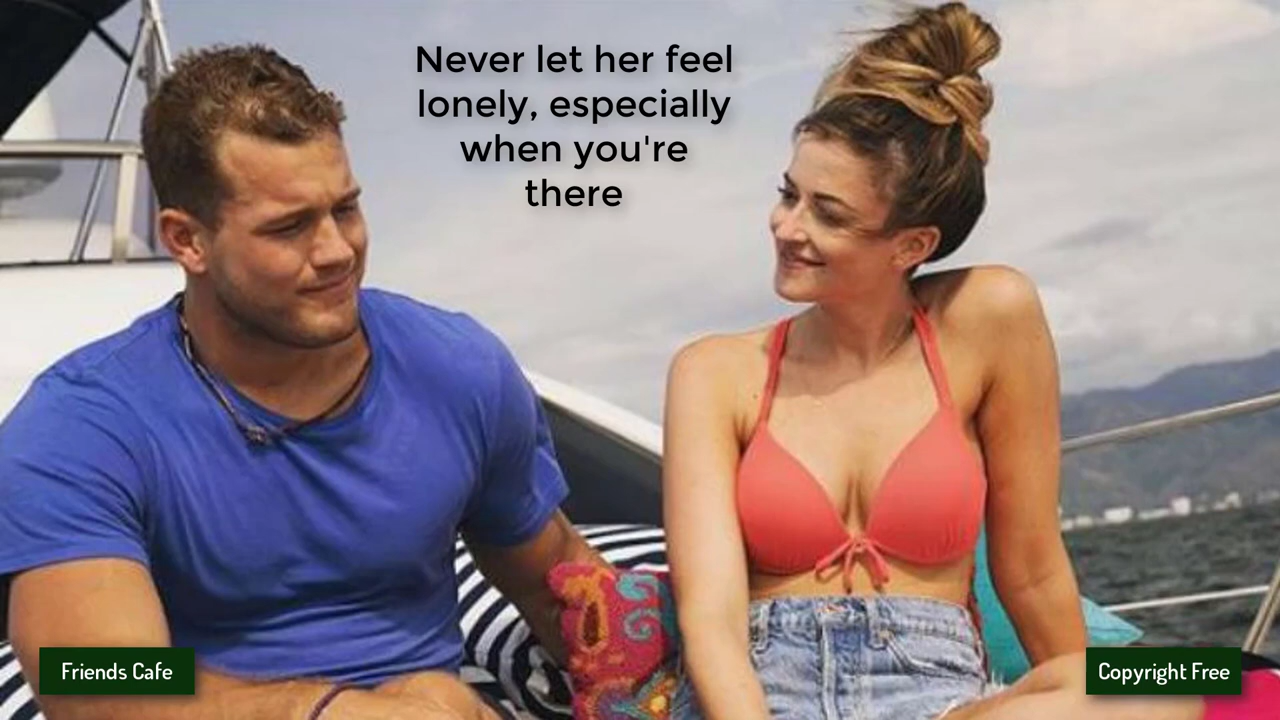 Never let her feel
lonely, especially
when you're
there
Friends Cafe
Copyright Free